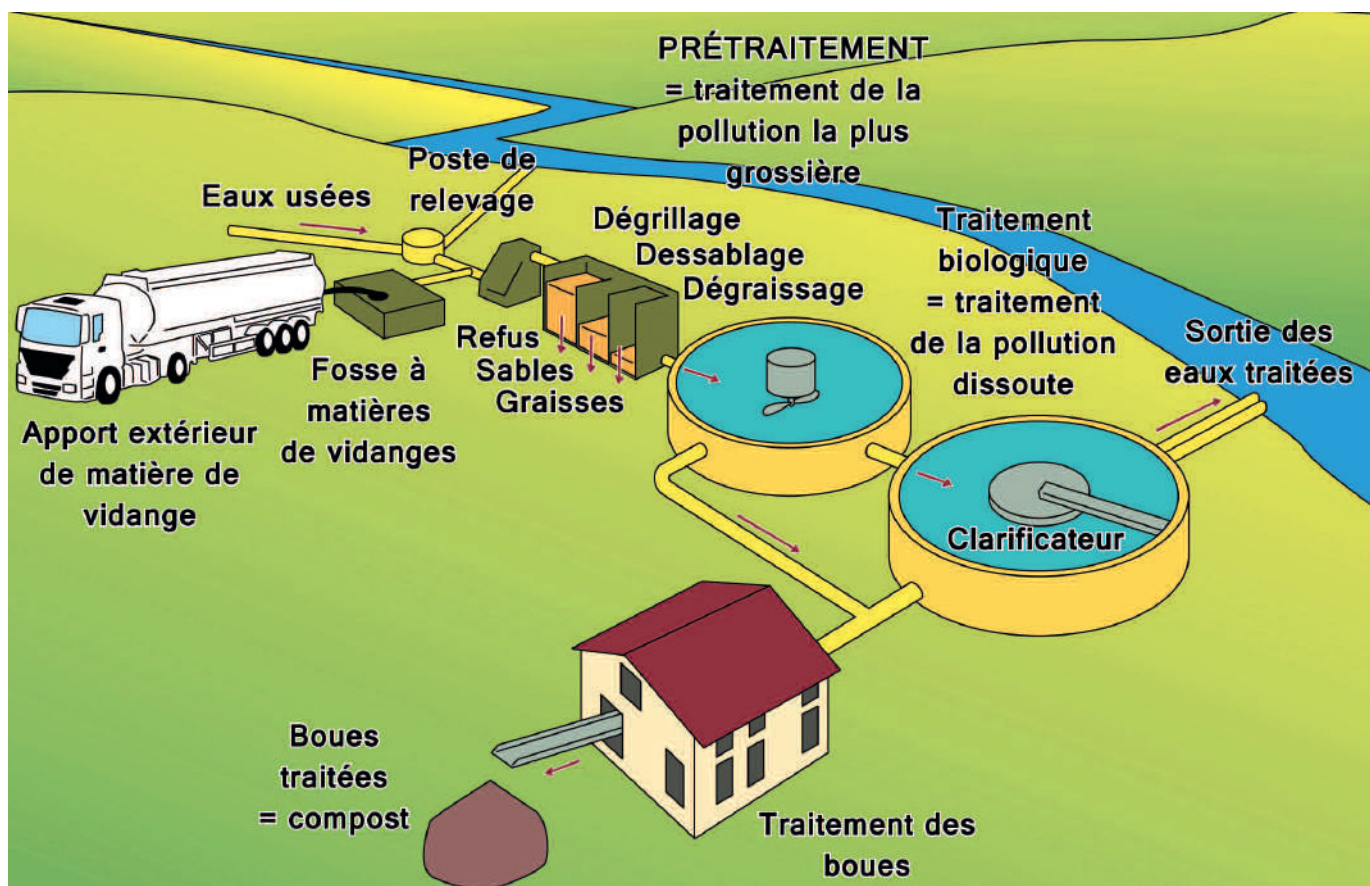 PRÉTRAITEMENT
= traitement de la
pollution la plus
grossière
Poste de
relevage
Eaux usées
Dégrillage
Dessablage
Dégraissage
Traitement
biologique
= traitement
de la pollution
dissoute
Sortie des
eaux traitées
Refus
Sables
Graisses
Fosse à
matières
de vidanges
Apport extérieur
de matière de
vidange
Clarificateur
Boues
traitées
= compost
Traitement des
boues